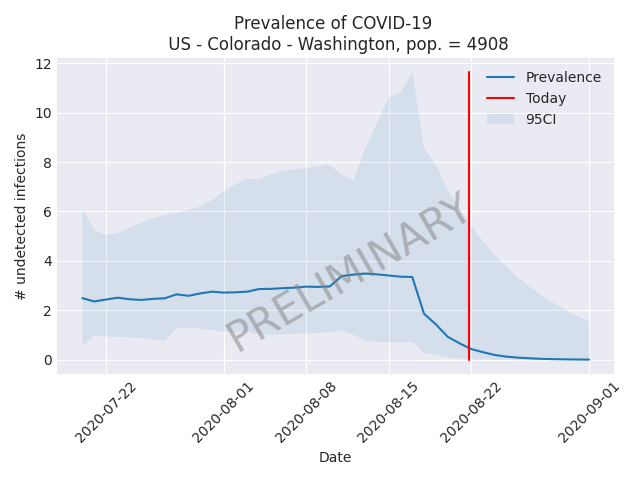 Prevalence of COVID-19
US - Colorado - Washington, pop. = 4908
12
10
8
6
4
2
0
# undetected infections
Prevalence
Today
95CI
PRELIMINARY
2020-07-22
2020-08-01
2020-08-08
2020-08-15
2020-08-22
2020-09-01
Date